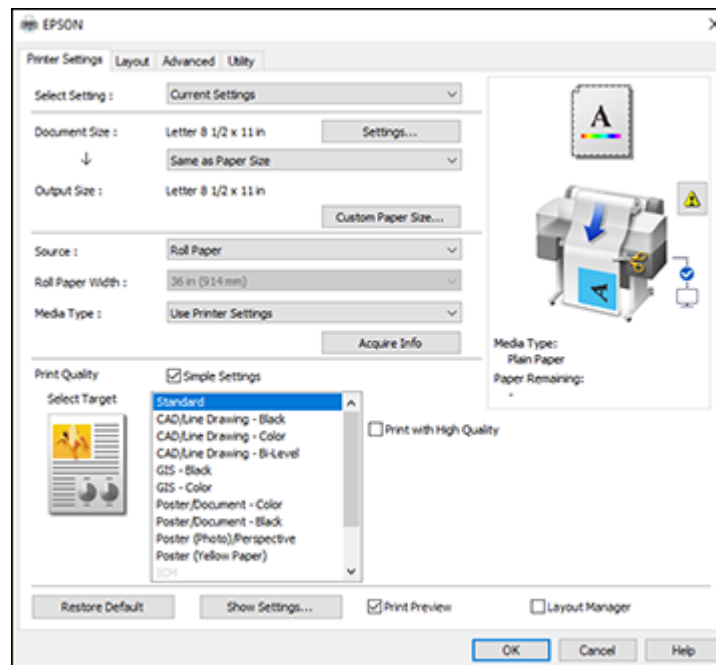 EPSON
Printer Settings Layout Advanced Utility
Select Setting : Current Settings
Document Size : Letter 8 1/2 x 11 in Settings...
Same as Paper Size
Output Size : Letter 8 1/2 x 11 in
Custom Paper Size...
Source : Roll Paper
Roll Paper Width : 36 in (914 mm)
Media Type : Use Printer Settings
Acquire Info
A
A
Media Type:
Plain Paper
Paper Remaining:
-
Print Quality Simple Settings
Select Target
Standard
CAD/Line Drawing - Black
CAD/Line Drawing - Color
CAD/Line Drawing - Bi-Level
GIS - Black
GIS - Color
Poster/Document - Color
Poster/Document - Black
Poster (Photo)/Perspective
Poster (Yellow Paper)
ICM
Print with High Quality
Restore Default Show Settings... Print Preview Layout Manager
OK Cancel Help